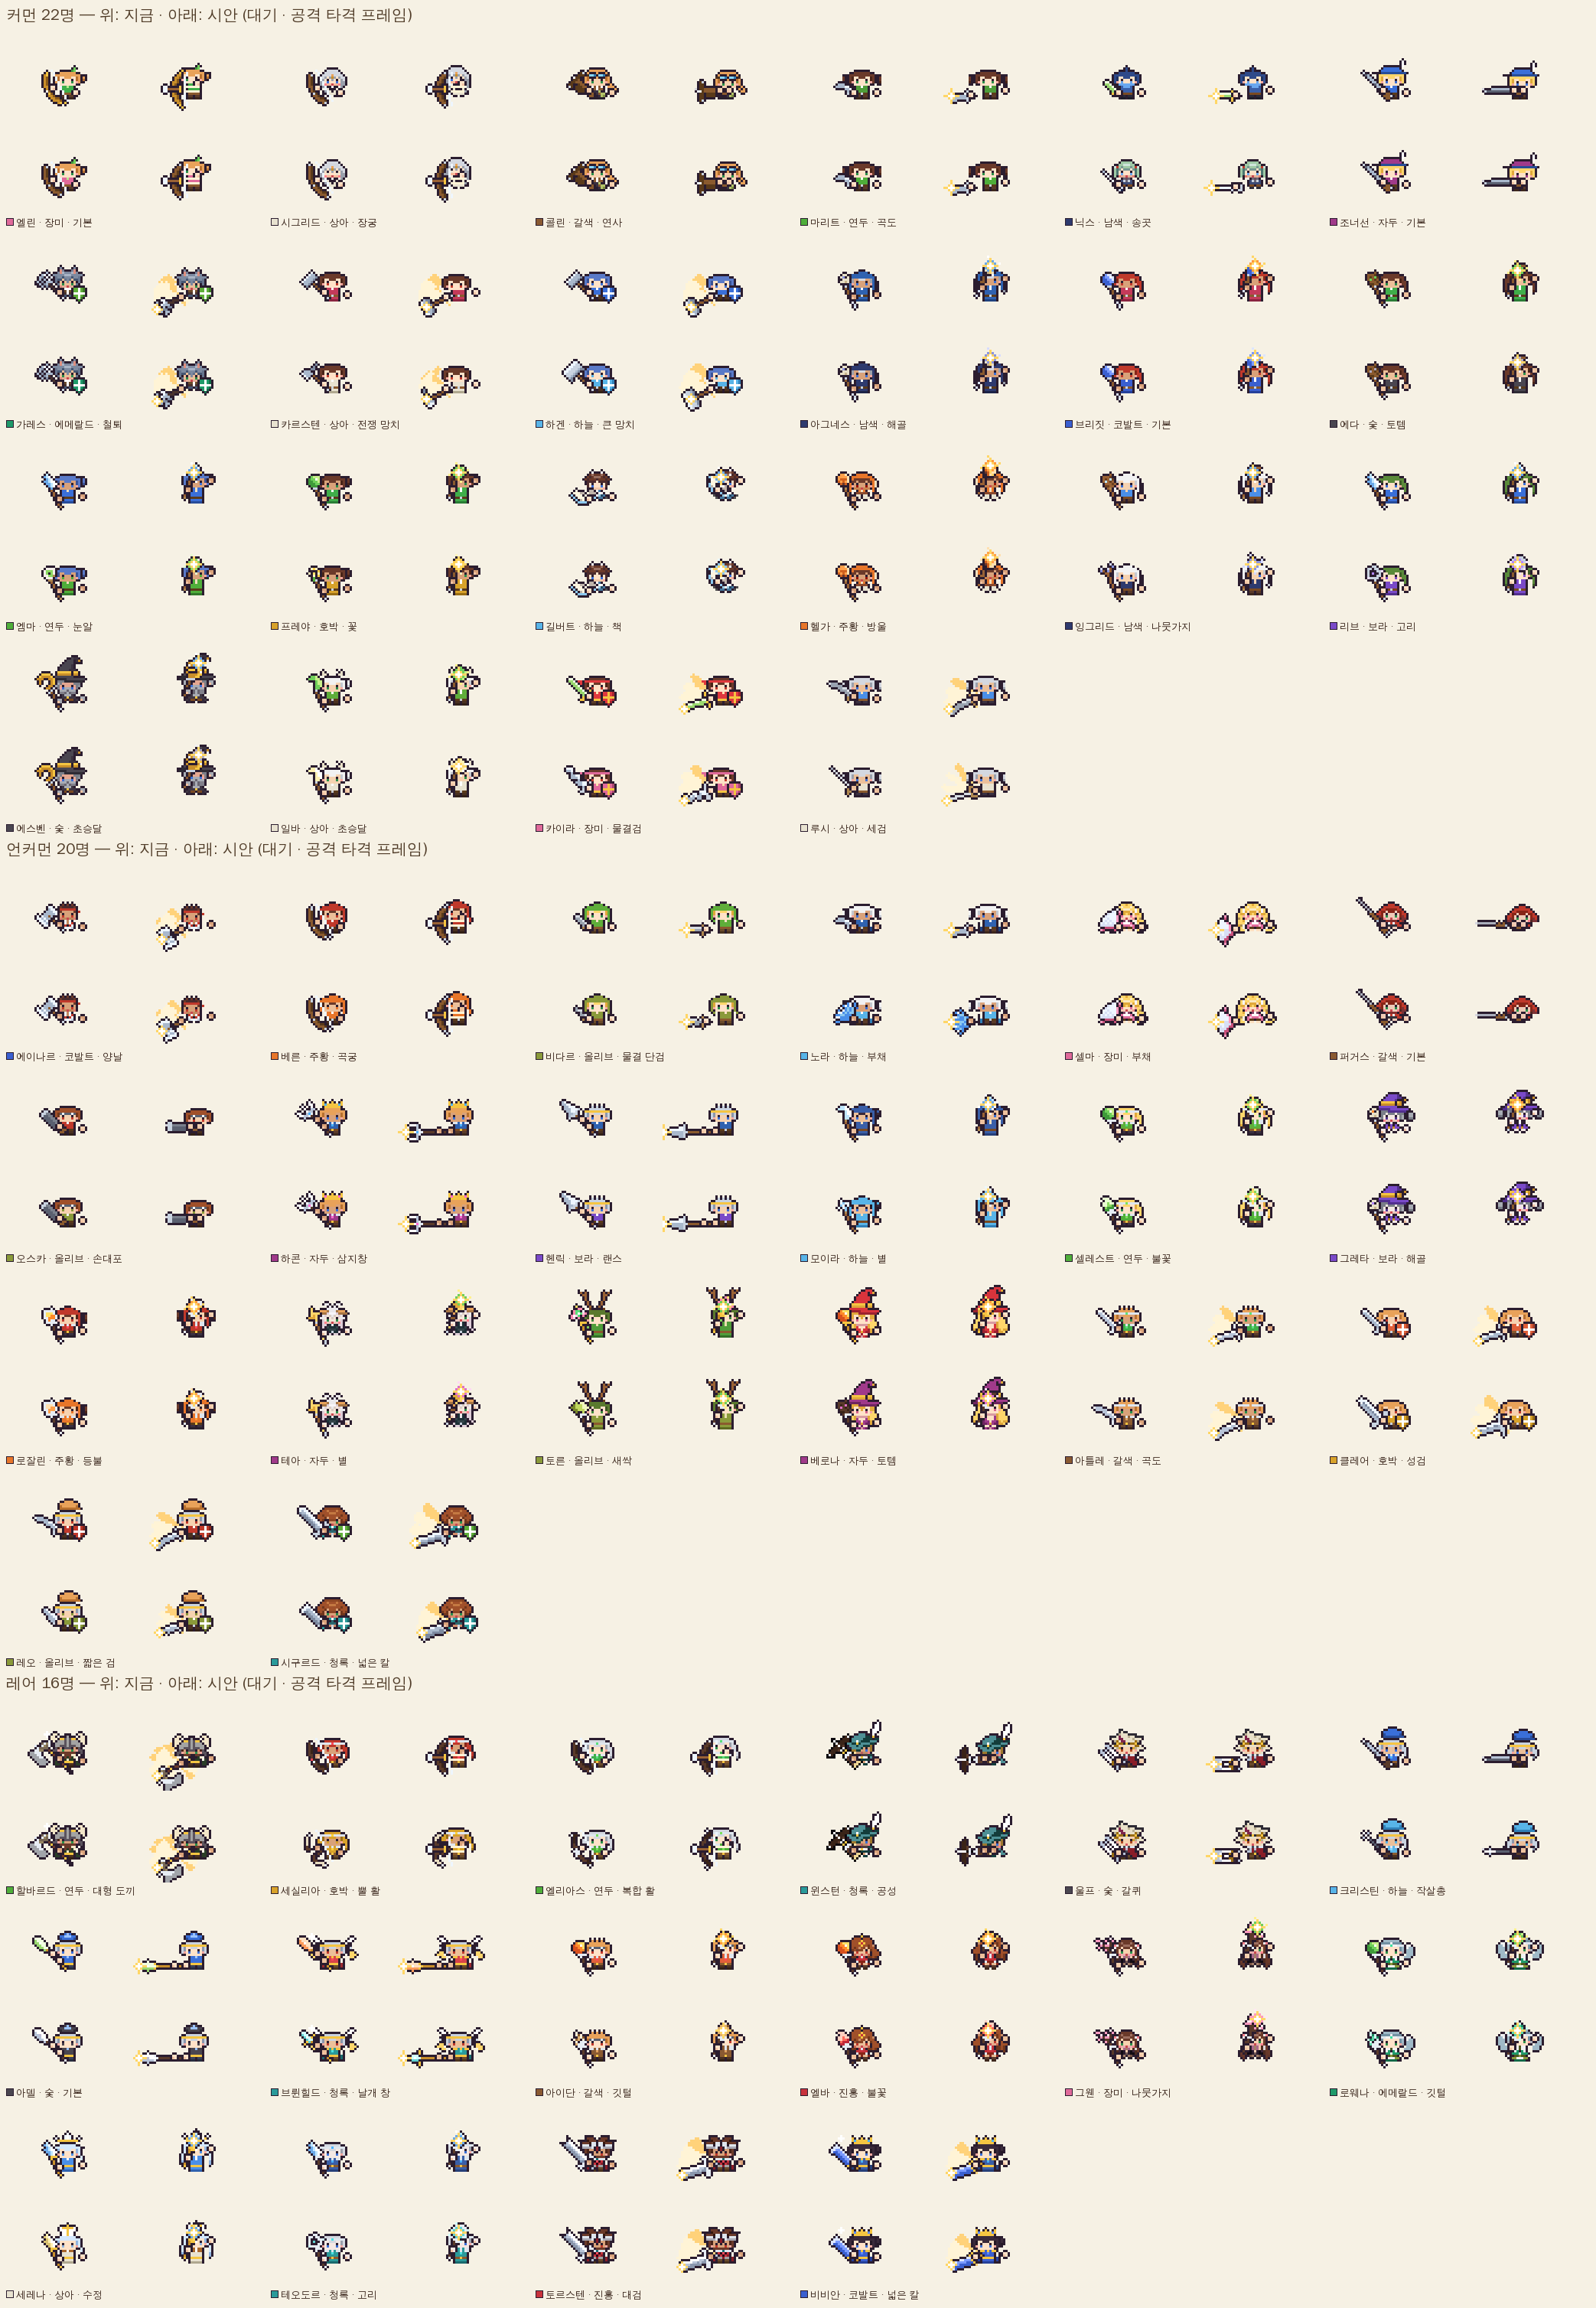 커먼 22명 — 위: 지금 · 아래: 시안 (대기 · 공격 타격 프레임)
엘린 · 장미 · 기본
시그리드 · 상아 · 장궁
콜린 · 갈색 · 연사
마리트 · 연두 · 곡도
닉스 · 남색 · 송곳
조너선 · 자두 · 기본
가레스 · 에메랄드 · 철퇴
카르스텐 · 상아 · 전쟁 망치
하겐 · 하늘 · 큰 망치
아그네스 · 남색 · 해골
브리짓 · 코발트 · 기본
에다 · 숯 · 토템
엠마 · 연두 · 눈알
프레야 · 호박 · 꽃
길버트 · 하늘 · 책
헬가 · 주황 · 방울
잉그리드 · 남색 · 나뭇가지
리브 · 보라 · 고리
에스벤 · 숯 · 초승달
일바 · 상아 · 초승달
카이라 · 장미 · 물결검
루시 · 상아 · 세검
언커먼 20명 — 위: 지금 · 아래: 시안 (대기 · 공격 타격 프레임)
에이나르 · 코발트 · 양날
베른 · 주황 · 곡궁
비다르 · 올리브 · 물결 단검
노라 · 하늘 · 부채
셀마 · 장미 · 부채
퍼거스 · 갈색 · 기본
오스카 · 올리브 · 손대포
하콘 · 자두 · 삼지창
헨릭 · 보라 · 랜스
모이라 · 하늘 · 별
셀레스트 · 연두 · 불꽃
그레타 · 보라 · 해골
로잘린 · 주황 · 등불
테아 · 자두 · 별
토른 · 올리브 · 새싹
베로나 · 자두 · 토템
아틀레 · 갈색 · 곡도
클레어 · 호박 · 성검
레오 · 올리브 · 짧은 검
시구르드 · 청록 · 넓은 칼
레어 16명 — 위: 지금 · 아래: 시안 (대기 · 공격 타격 프레임)
할바르드 · 연두 · 대형 도끼
세실리아 · 호박 · 뿔 활
엘리아스 · 연두 · 복합 활
윈스턴 · 청록 · 공성
울프 · 숯 · 갈퀴
크리스틴 · 하늘 · 작살총
아델 · 숯 · 기본
브륀힐드 · 청록 · 날개 창
아이단 · 갈색 · 깃털
엘바 · 진홍 · 불꽃
그웬 · 장미 · 나뭇가지
로웨나 · 에메랄드 · 깃털
세레나 · 상아 · 수정
테오도르 · 청록 · 고리
토르스텐 · 진홍 · 대검
비비안 · 코발트 · 넓은 칼